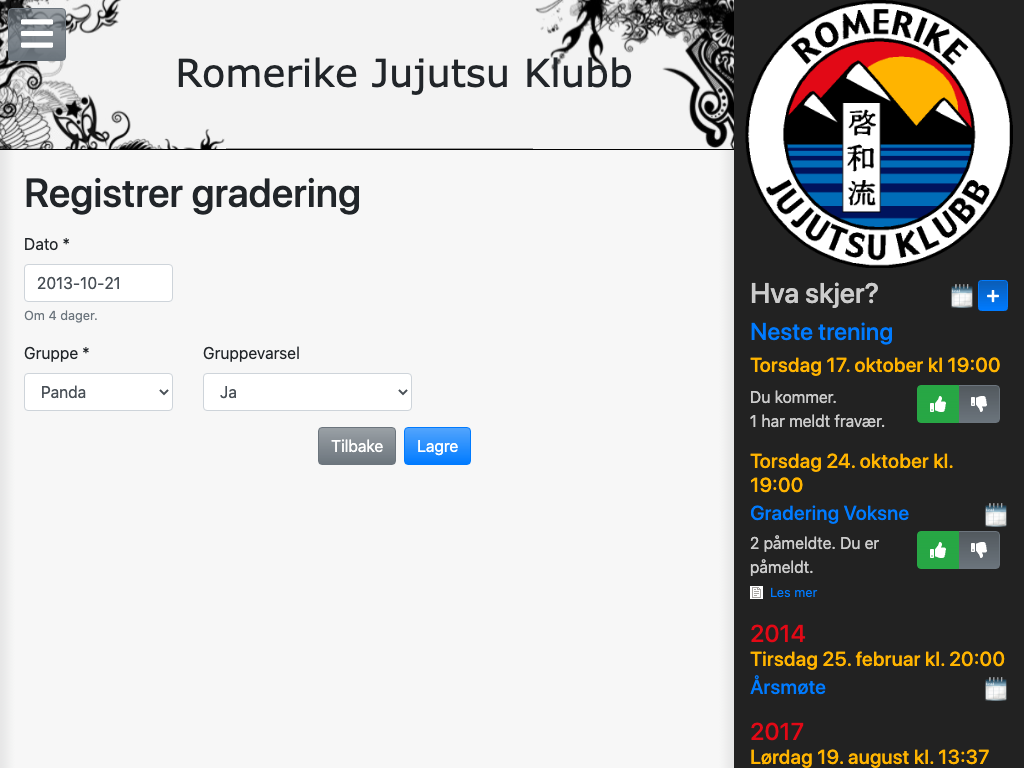 Romerike Jujutsu Klubb
Registrer gradering
Dato *
2013-10-21
Om 4 dager.
Gruppe *
Gruppevarsel
Panda
Ja
Tilbake
Lagre
ROMERIKE
啓和流
JUJUTSU KLUBB
Hva skjer?
+
Neste trening
Torsdag 17. oktober kl 19:00
Du kommer.
1 har meldt fravær.
Torsdag 24. oktober kl.
19:00
Gradering Voksne
2 påmeldte. Du er
påmeldt.
Les mer
2014
Tirsdag 25. februar kl. 20:00
Årsmøte
2017
Lørdag 19. august kl. 13:37